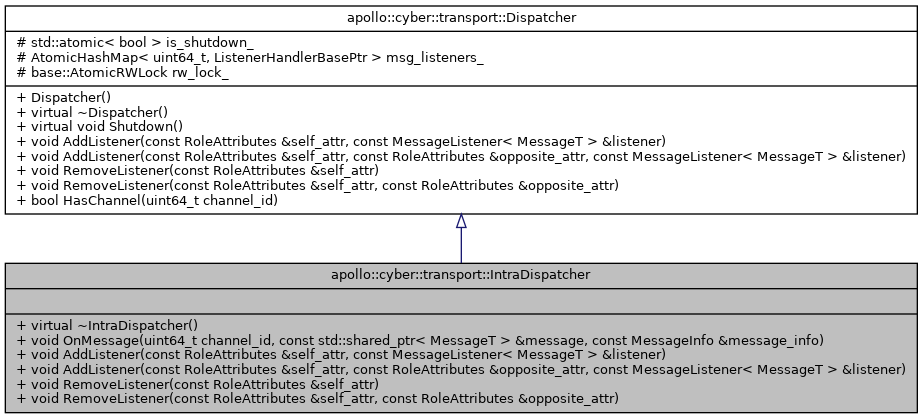 apollo::cyber::transport::Dispatcher
# std::atomic< bool > is_shutdown_
# AtomicHashMap< uint64_t, ListenerHandlerBasePtr > msg_listeners_
# base::AtomicRWLock rw_lock_
+ Dispatcher()
+ virtual ~Dispatcher()
+ virtual void Shutdown()
+ void AddListener(const RoleAttributes &self_attr, const MessageListener< MessageT > &listener)
+ void AddListener(const RoleAttributes &self_attr, const RoleAttributes &opposite_attr, const MessageListener< MessageT > &listener)
+ void RemoveListener(const RoleAttributes &self_attr)
+ void RemoveListener(const RoleAttributes &self_attr, const RoleAttributes &opposite_attr)
+ bool HasChannel(uint64_t channel_id)
apollo::cyber::transport::IntraDispatcher
+ virtual ~IntraDispatcher()
+ void OnMessage(uint64_t channel_id, const std::shared_ptr< MessageT > &message, const MessageInfo &message_info)
+ void AddListener(const RoleAttributes &self_attr, const MessageListener< MessageT > &listener)
+ void AddListener(const RoleAttributes &self_attr, const RoleAttributes &opposite_attr, const MessageListener< MessageT > &listener)
+ void RemoveListener(const RoleAttributes &self_attr)
+ void RemoveListener(const RoleAttributes &self_attr, const RoleAttributes &opposite_attr)